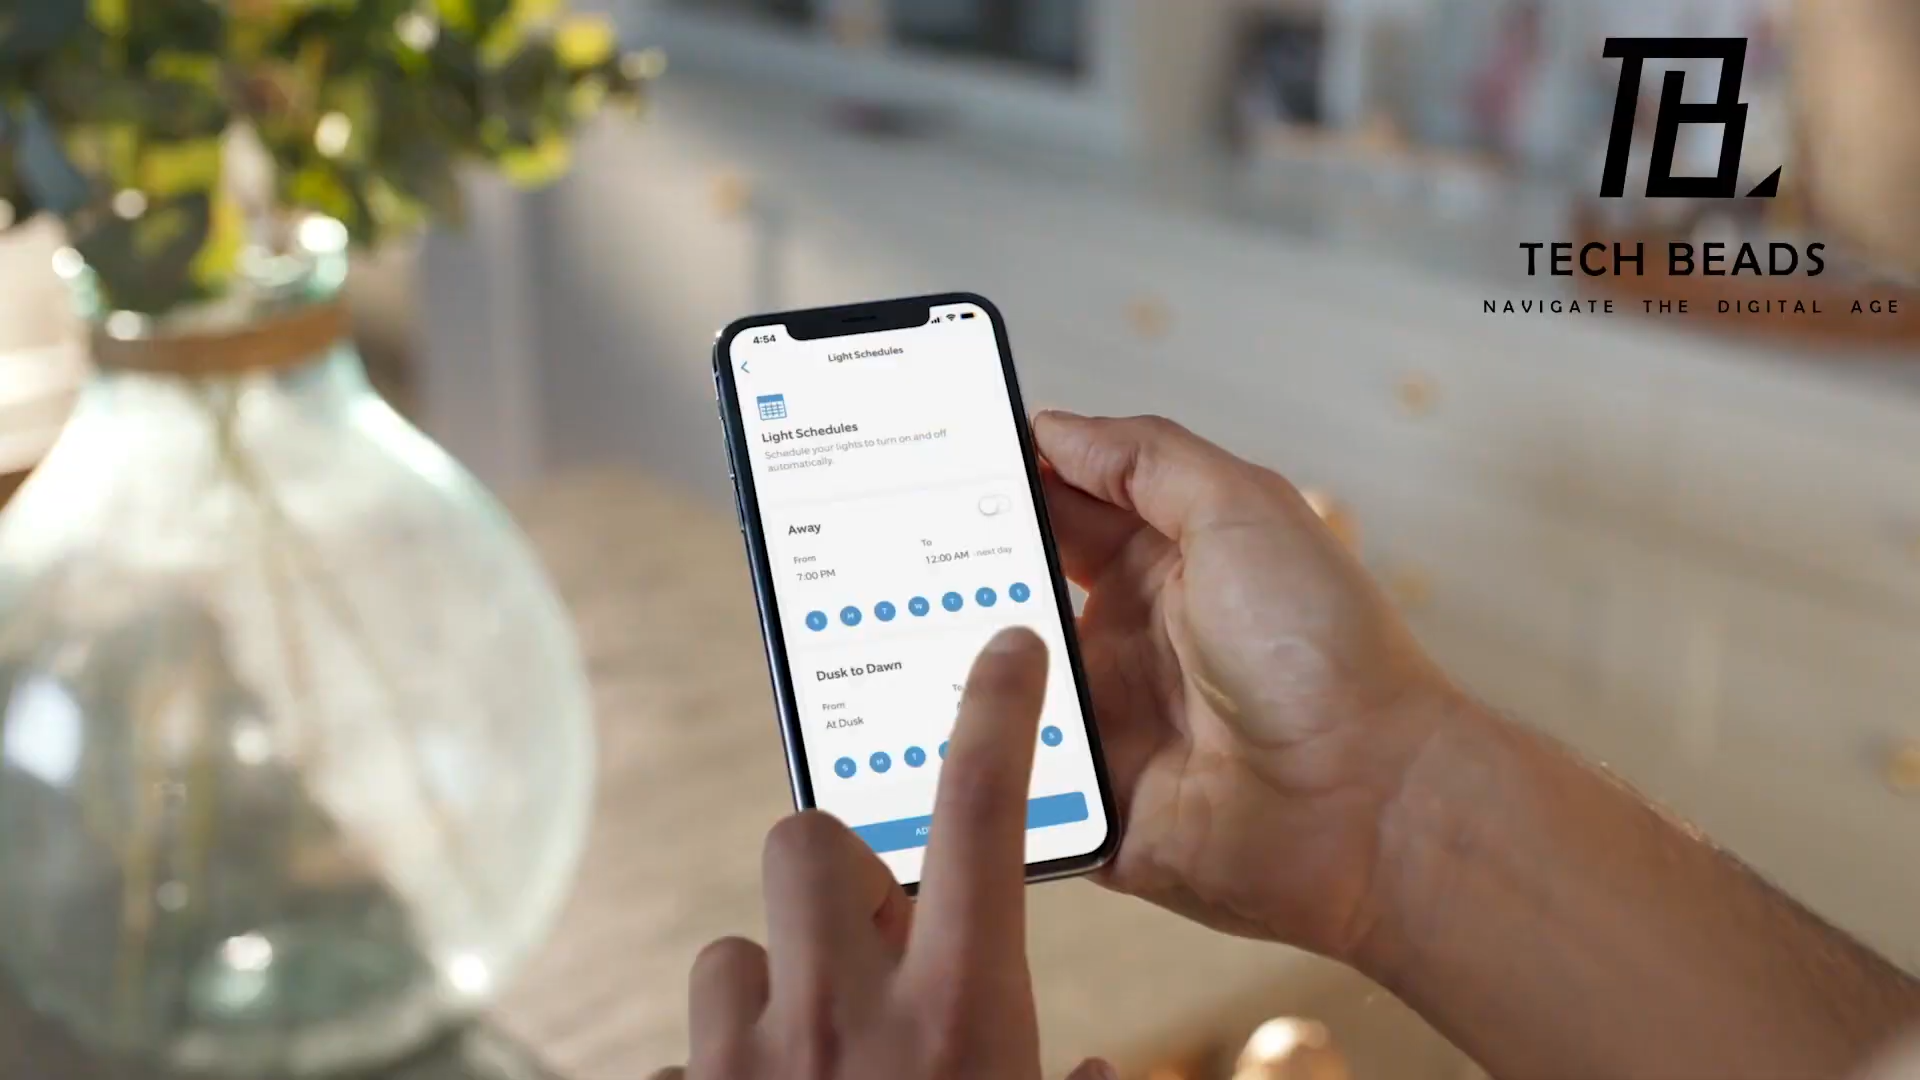 TB.
TECH BEADS
NAVIGATE THE DIGITAL AGE
4:54
Light Schedules
Light Schedules
Schedule your lights to turn on and off
automatically.
Away
From To
7:00 PM 12:00 AM next day
S M T W T F S
Dusk to Dawn
From To
At Dusk
S M T S